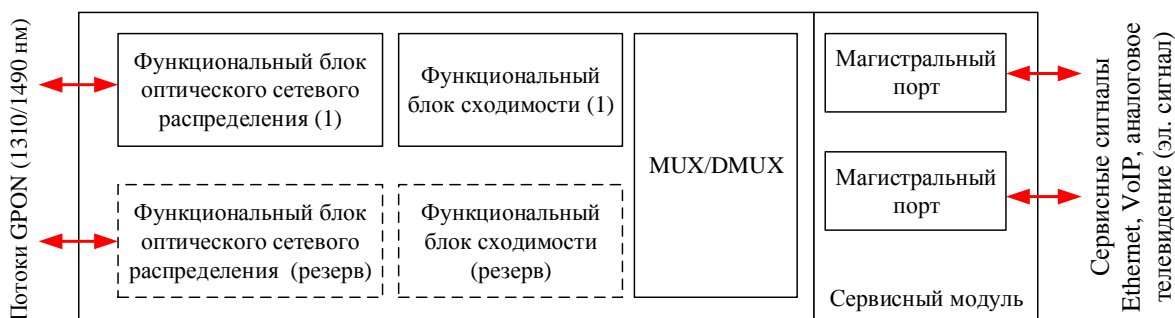 Потоки GPON (1310/1490 нм)
Функциональный блок
оптического сетевого
распределения (1)
Функциональный
блок сходимости (1)
Функциональный блок
оптического сетевого
распределения (резерв)
Функциональный
блок сходимости
(резерв)
MUX/DMUX
Магистральный
порт
Магистральный
порт
Сервисный модуль
Сервисные сигналы
Ethernet, VoIP, аналоговое
телевидение (эл. сигнал)